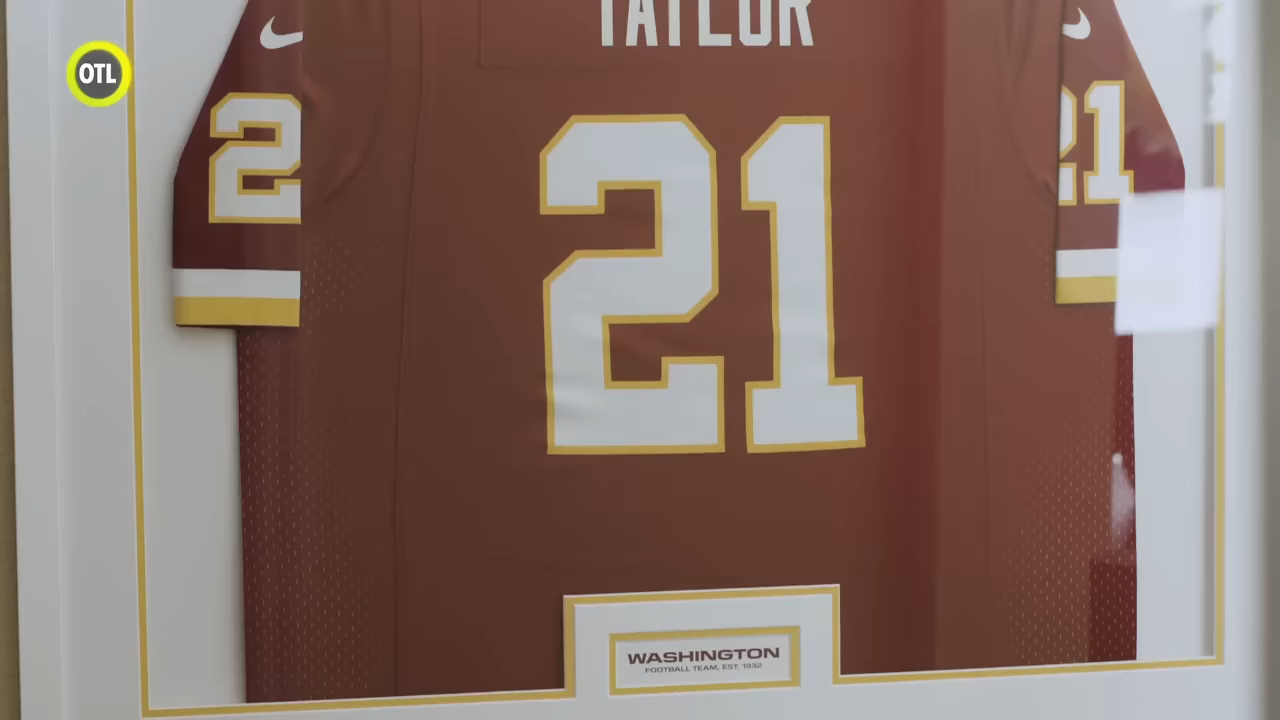 OTL
TAYLOR
2
21
21
WASHINGTON
FOOTBALL TEAM, EST. 1932